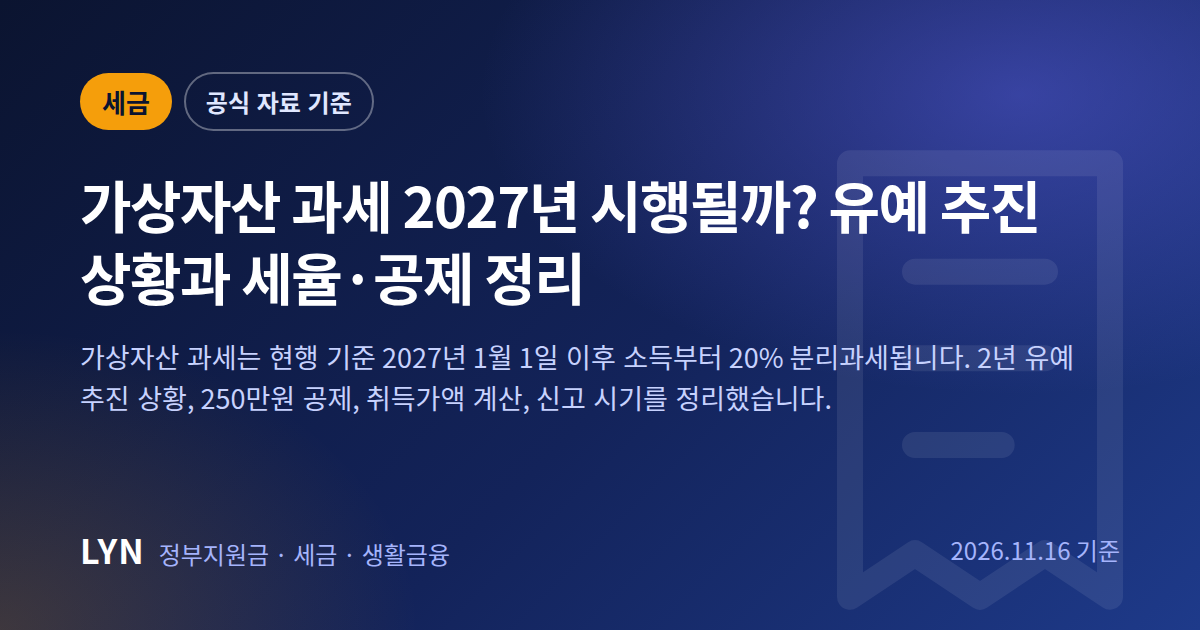 세금
공식 자료 기준
가상자산 과세 2027년 시행될까? 유예 추진
상황과 세율·공제 정리
가상자산 과세는 현행 기준 2027년 1월 1일 이후 소득부터 20% 분리과세됩니다. 2년 유예
추진 상황, 250만원 공제, 취득가액 계산, 신고 시기를 정리했습니다.
LYN 정부지원금 · 세금 · 생활금융
2026.11.16 기준